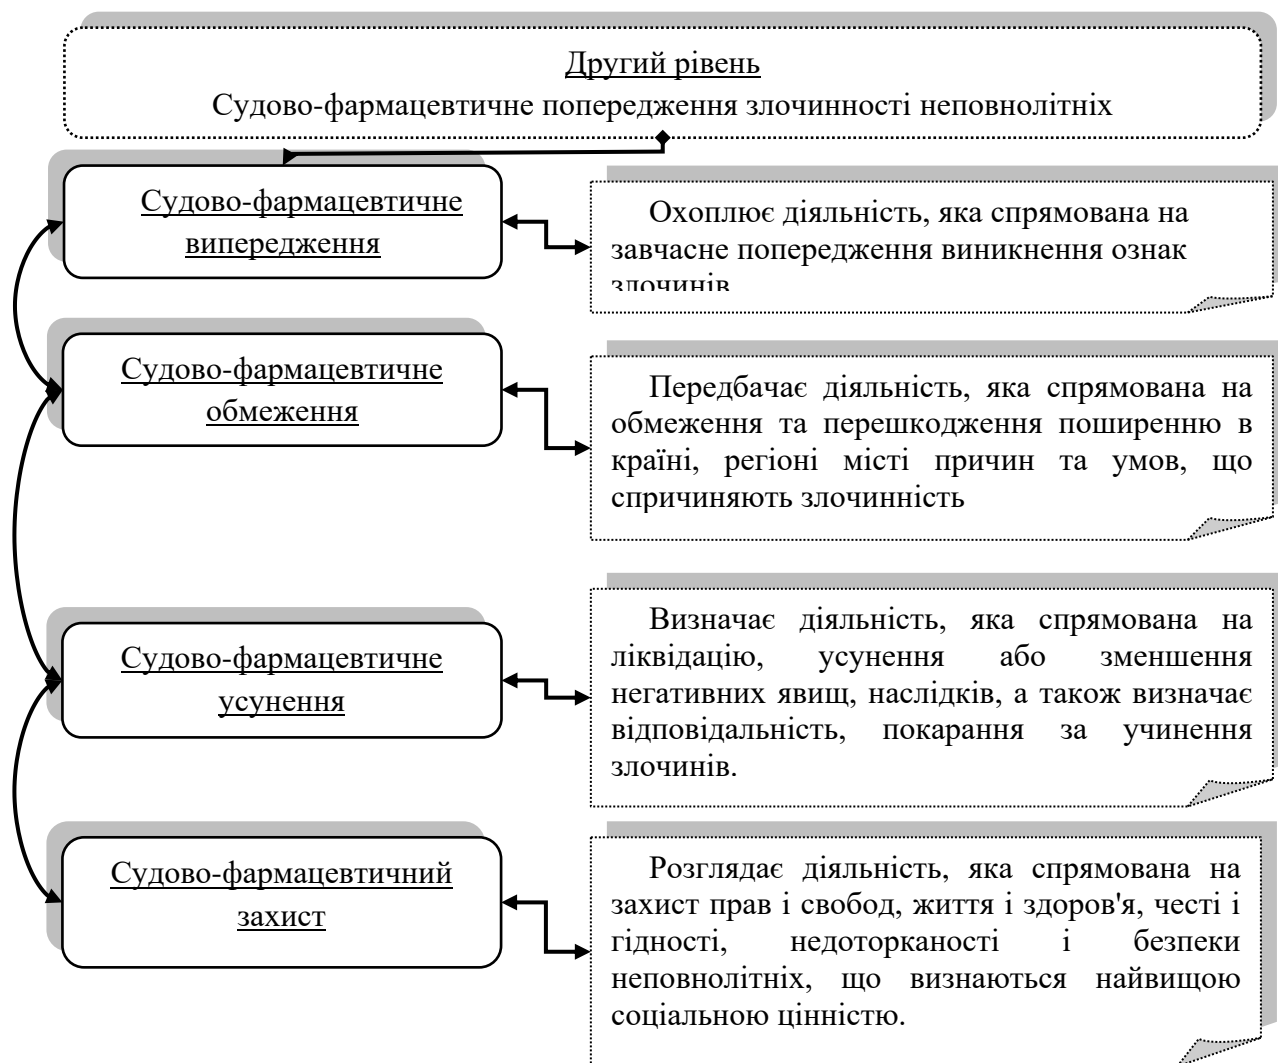 Другий рівень
Судово-фармацевтичне попередження злочинності неповнолітніх
Судово-фармацевтичне
випередження
Охоплює діяльність, яка спрямована на
завчасне попередження виникнення ознак
злочинів
Судово-фармацевтичне
обмеження
Передбачає діяльність, яка спрямована на
обмеження та перешкодження поширенню в
країні, регіоні місті причин та умов, що
спричиняють злочинність
Судово-фармацевтичне
усунення
Визначає діяльність, яка спрямована на
ліквідацію, усунення або зменшення
негативних явищ, наслідків, а також визначає
відповідальність, покарання за учинення
злочинів.
Судово-фармацевтичний
захист
Розглядає діяльність, яка спрямована на
захист прав і свобод, життя і здоров'я, честі і
гідності, недоторканості і безпеки
неповнолітніх, що визнаються найвищою
соціальною цінністю.